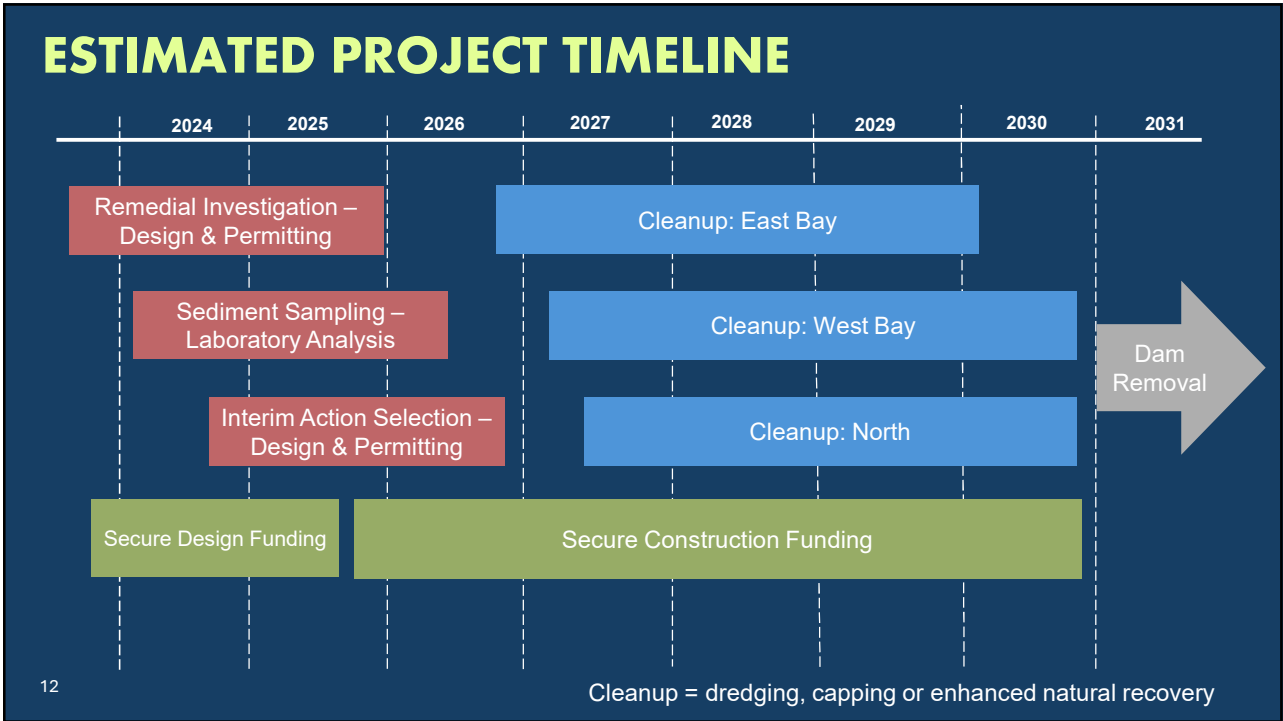 ESTIMATED PROJECT TIMELINE
2024 2025 2026 2027 2028 2029 2030 2031
Remedial Investigation –
Design & Permitting
Cleanup: East Bay
Sediment Sampling –
Laboratory Analysis
Cleanup: West Bay
Dam
Removal
Interim Action Selection –
Design & Permitting
Cleanup: North
Secure Design Funding
Secure Construction Funding
12
Cleanup = dredging, capping or enhanced natural recovery